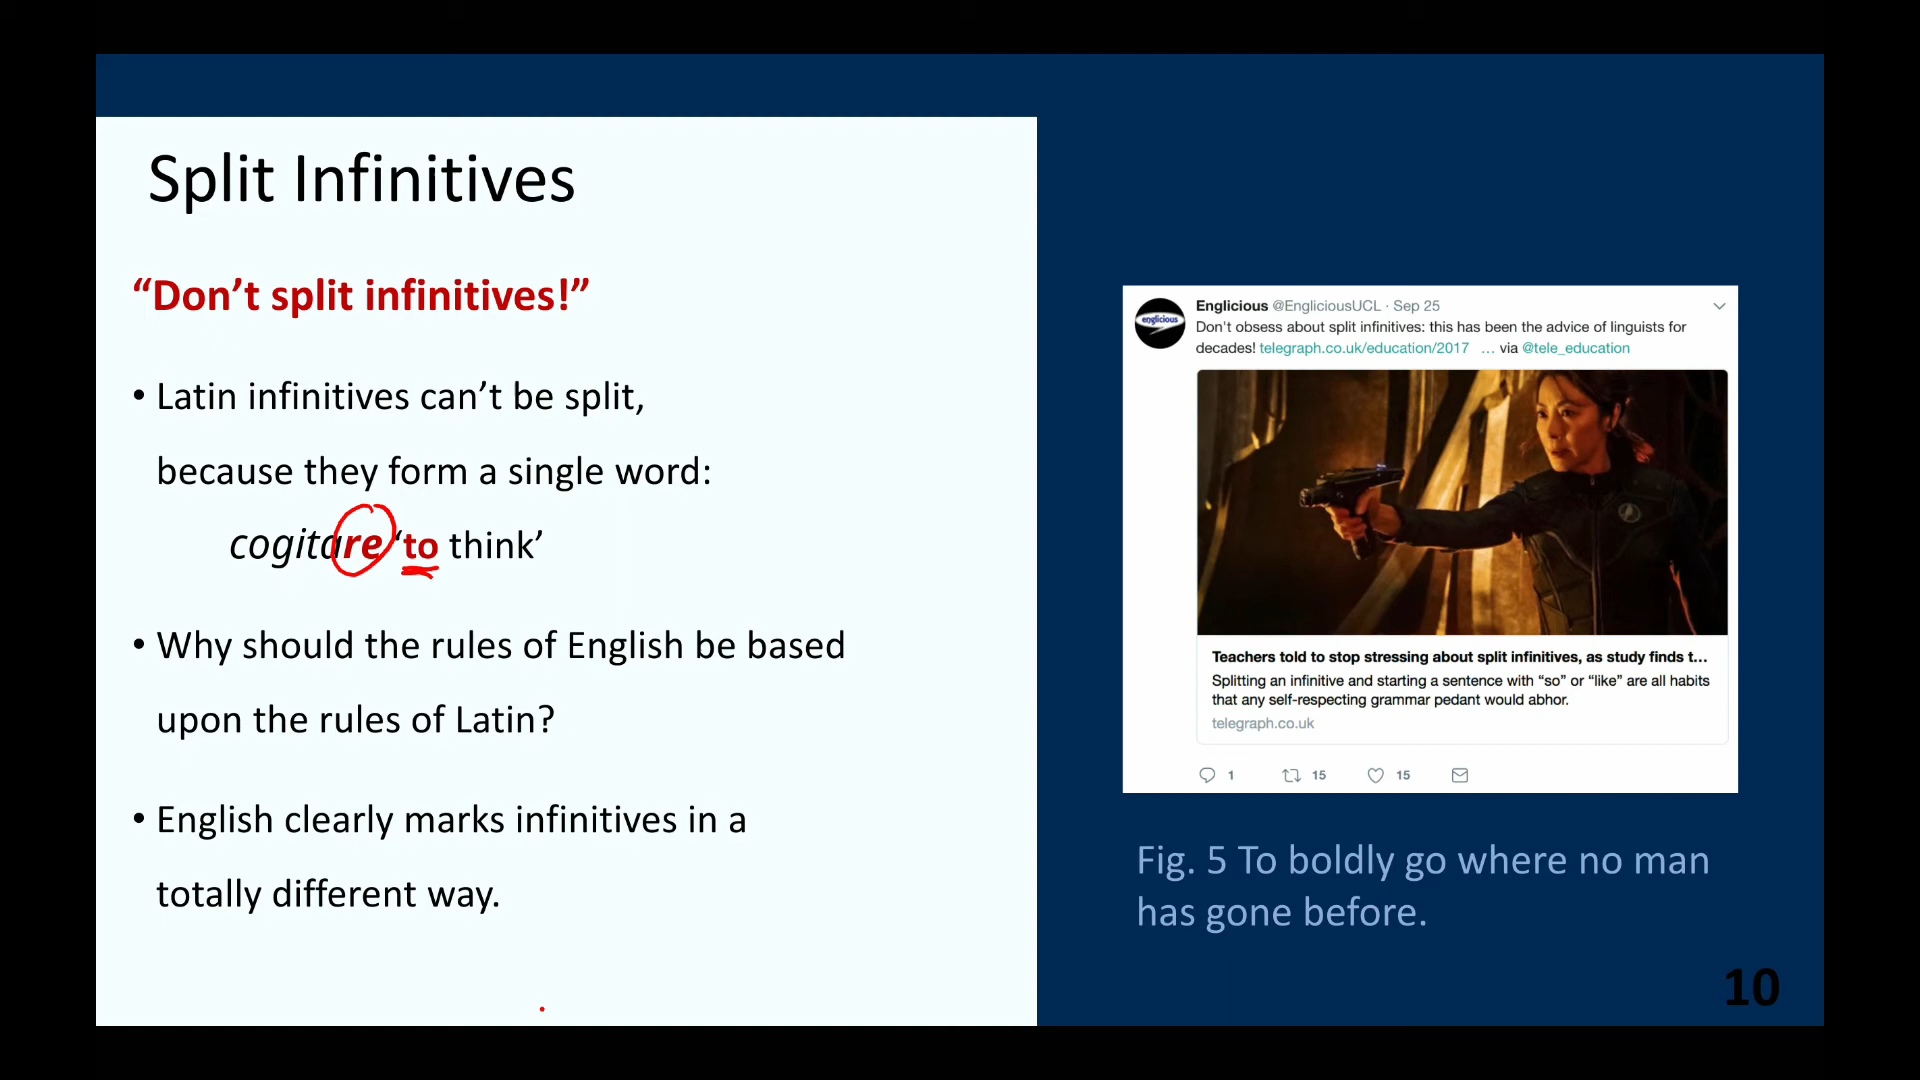 Split Infinitives
“Don’t split infinitives!”
• Latin infinitives can’t be split,
because they form a single word:
cogitare ‘to think’
• Why should the rules of English be based
upon the rules of Latin?
• English clearly marks infinitives in a
totally different way.
englicious
Englicious @EngliciousUCL · Sep 25
Don't obsess about split infinitives: this has been the advice of linguists for
decades! telegraph.co.uk/education/2017 … via @tele_education
Teachers told to stop stressing about split infinitives, as study finds t...
Splitting an infinitive and starting a sentence with “so” or “like” are all habits
that any self-respecting grammar pedant would abhor.
telegraph.co.uk
1 15 15
Fig. 5 To boldly go where no man
has gone before.
10